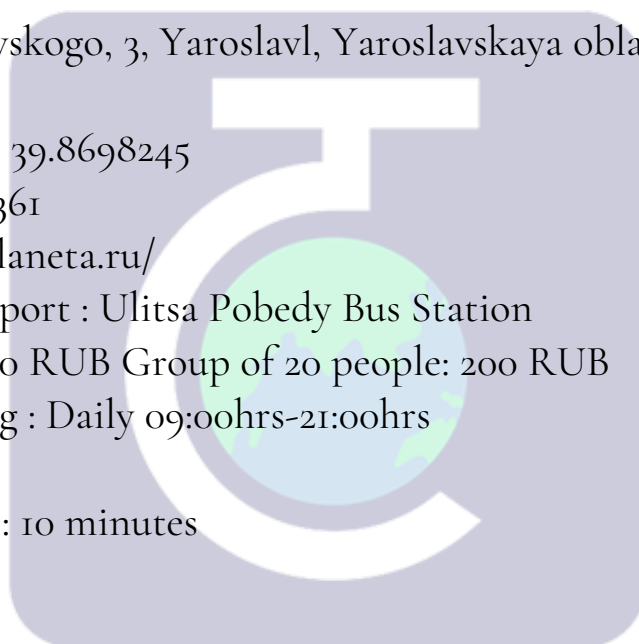 vskogo, 3, Yaroslavl, Yaroslavskaya obla
39.8698245
361
laneta.ru/
port : Ulitsa Pobedy Bus Station
0 RUB Group of 20 people: 200 RUB
g : Daily 09:00hrs-21:00hrs
: 10 minutes